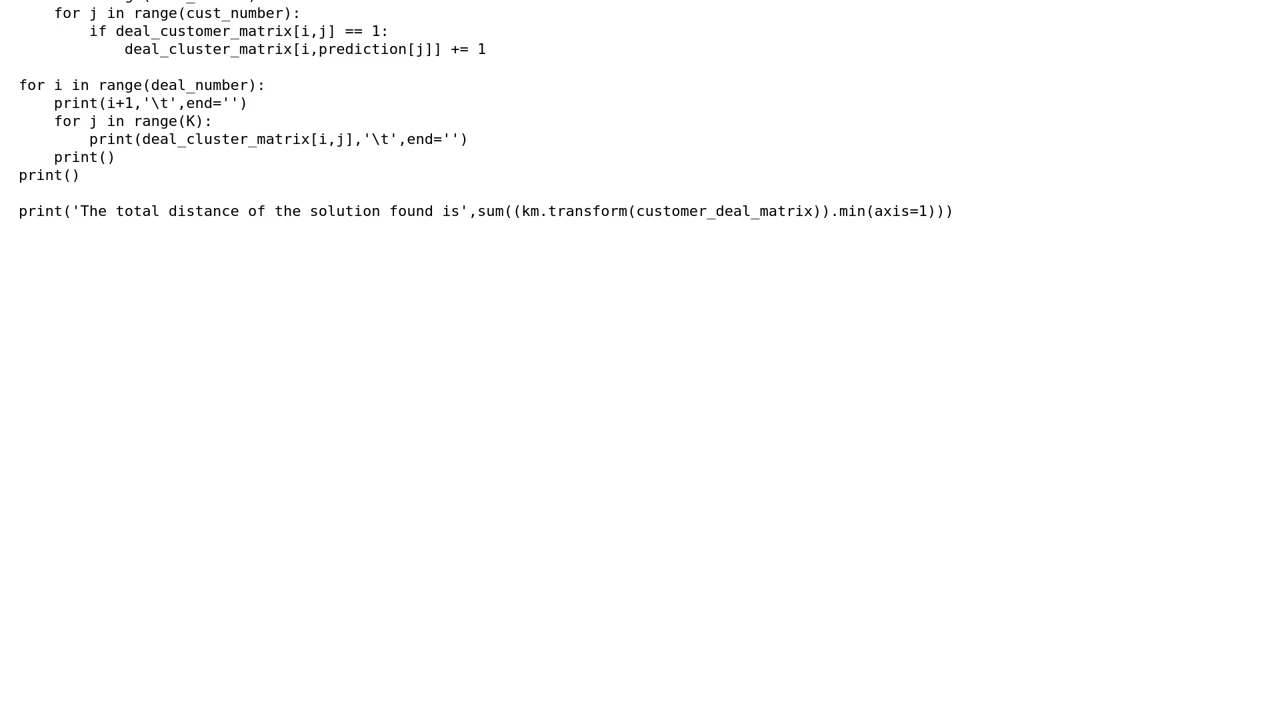 for j in range(cust_number):
if deal_customer_matrix[i,j] == 1:
deal_cluster_matrix[i,prediction[j]] += 1
for i in range(deal_number):
print(i+1,'\t',end='')
for j in range(K):
print(deal_cluster_matrix[i,j],'\t',end='')
print()
print()
print('The total distance of the solution found is',sum((km.transform(customer_deal_matrix)).min(axis=1)))